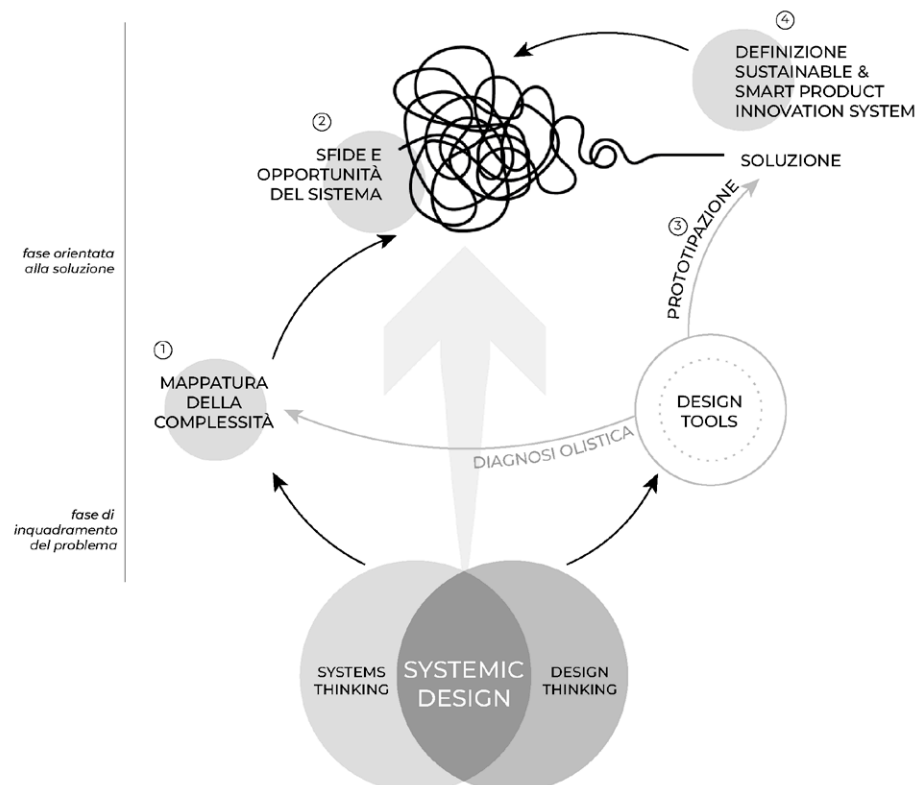 ④
DEFINIZIONE
SUSTAINABLE &
SMART PRODUCT
INNOVATION SYSTEM
②
SFIDE E
OPPORTUNITÀ
DEL SISTEMA
SOLUZIONE
③
PROTOTIPAZIONE
fase orientata
alla soluzione
①
MAPPATURA
DELLA
COMPLESSITÀ
DESIGN
TOOLS
DIAGNOSI OLISTICA
fase di
inquadramento
del problema
SYSTEMS
THINKING
SYSTEMIC
DESIGN
DESIGN
THINKING